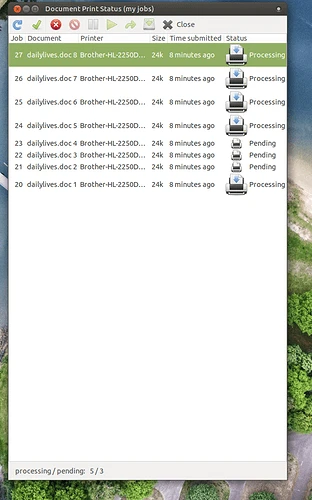 Document Print Status (my jobs)
Close
Job Document Printer Size Time submitted Status
27 dailylives.doc 8 Brother-HL-2250D... 24k 8 minutes ago Processing
26 dailylives.doc 7 Brother-HL-2250D... 24k 8 minutes ago Processing
25 dailylives.doc 6 Brother-HL-2250D... 24k 8 minutes ago Processing
24 dailylives.doc 5 Brother-HL-2250D... 24k 8 minutes ago Processing
23 dailylives.doc 4 Brother-HL-2250D... 24k 8 minutes ago Pending
22 dailylives.doc 3 Brother-HL-2250D... 24k 8 minutes ago Pending
21 dailylives.doc 2 Brother-HL-2250D... 24k 8 minutes ago Pending
20 dailylives.doc 1 Brother-HL-2250D... 24k 8 minutes ago Processing
processing / pending: 5 / 3